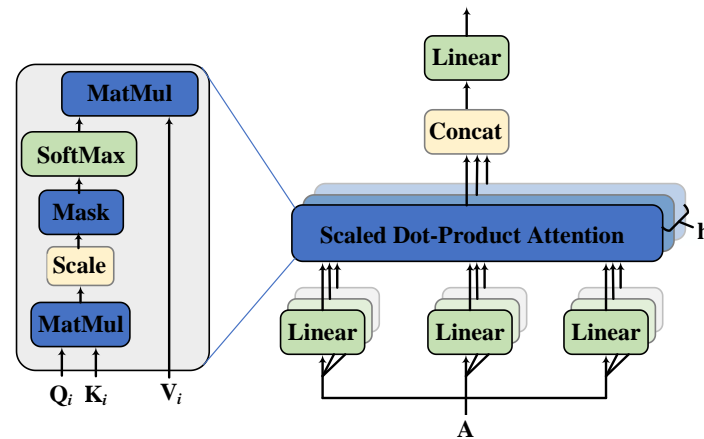 MatMul
SoftMax
Mask
Scale
MatMul
Qi Ki Vi
Linear
Concat
Scaled Dot-Product Attention
h
Linear Linear Linear
A